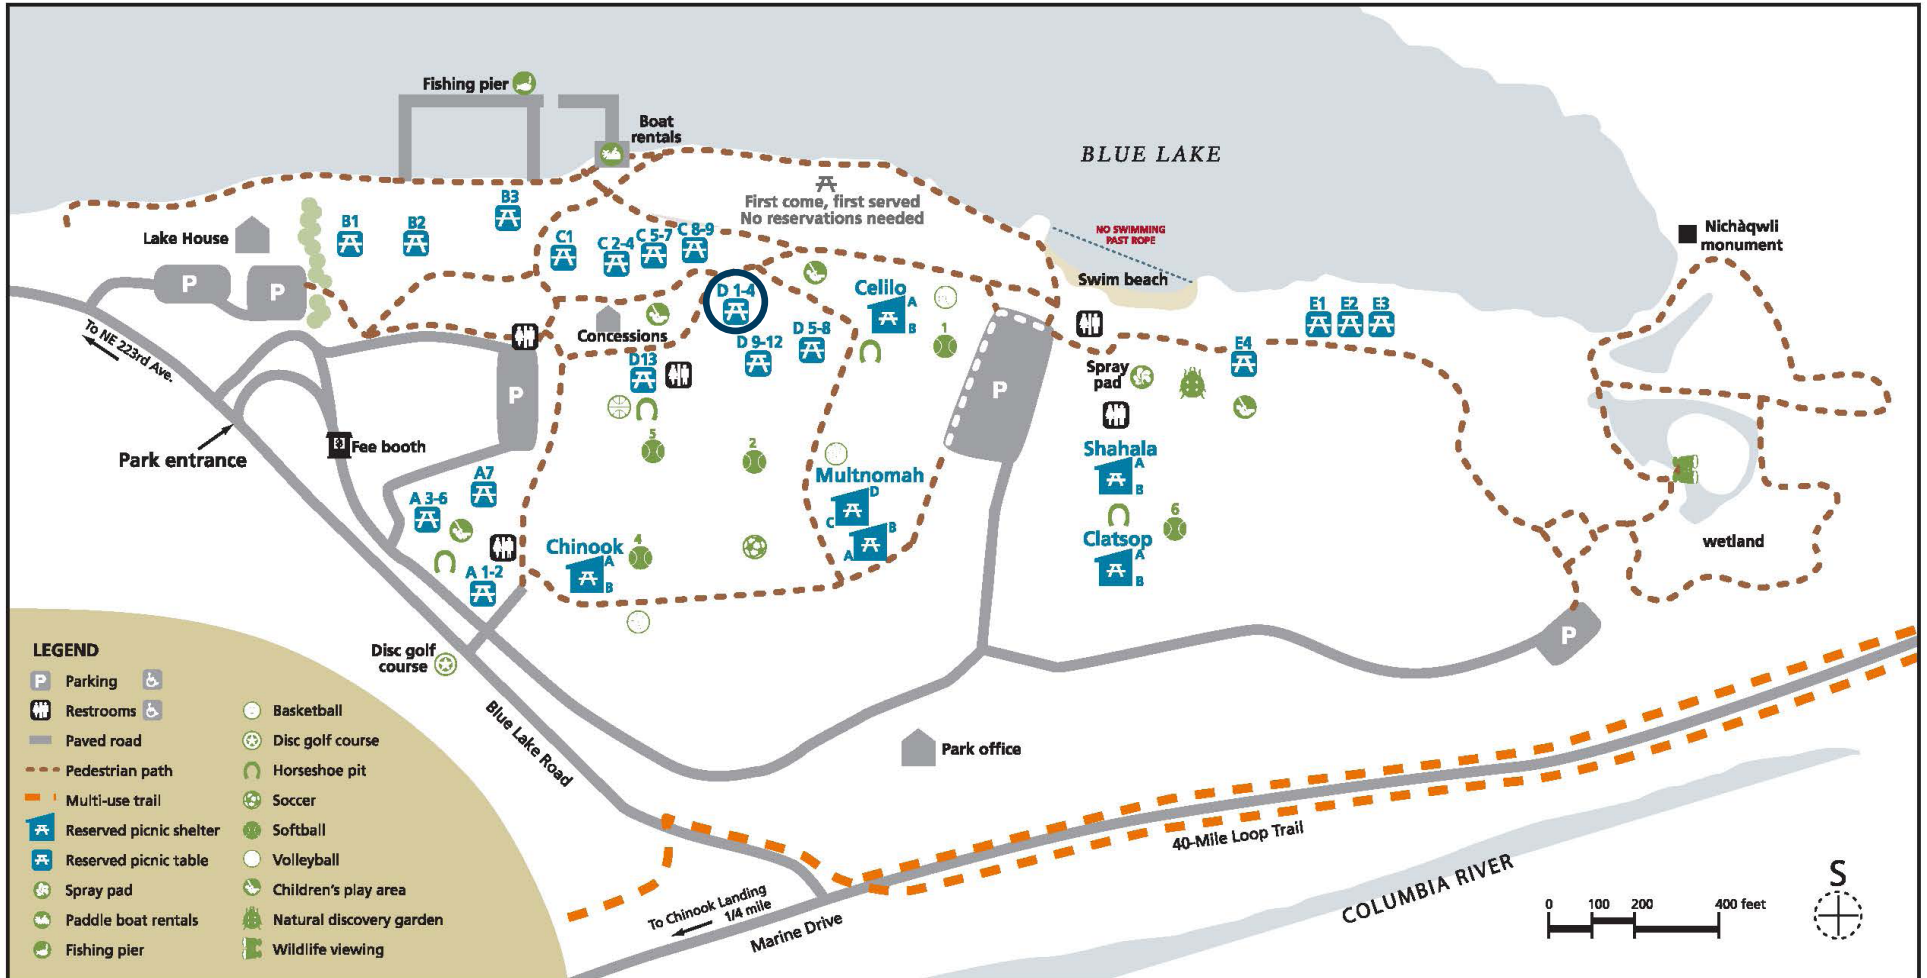 Fishing pier
Boat
rentals
BLUE LAKE
First come, first served
No reservations needed
B1
B2
B3
Lake House
C1
C 2-4
C 5-7
C 8-9
NO SWIMMING
PAST ROPE
Swim beach
Nichàqwli
monument
P
P
D 1-4
Celilo
A
B
1
E1
E2
E3
E4
To NE 223rd Ave.
Concessions
D 5-8
D 9-12
D13
P
P
Spray
pad
Park entrance
Fee booth
5
2
Multnomah
D
C
B
A
Shahala
A
B
A7
A 3-6
6
Clatsop
A
B
wetland
Chinook
A
B
4
A 1-2
P
Disc golf
course
Blue Lake Road
Park office
40-Mile Loop Trail
To Chinook Landing
1/4 mile
Marine Drive
COLUMBIA RIVER
0
100
200
400 feet
S
LEGEND
P
Parking
Restrooms
Paved road
Pedestrian path
Multi-use trail
Reserved picnic shelter
Reserved picnic table
Spray pad
Paddle boat rentals
Fishing pier
Basketball
Disc golf course
Horseshoe pit
Soccer
Softball
Volleyball
Children's play area
Natural discovery garden
Wildlife viewing